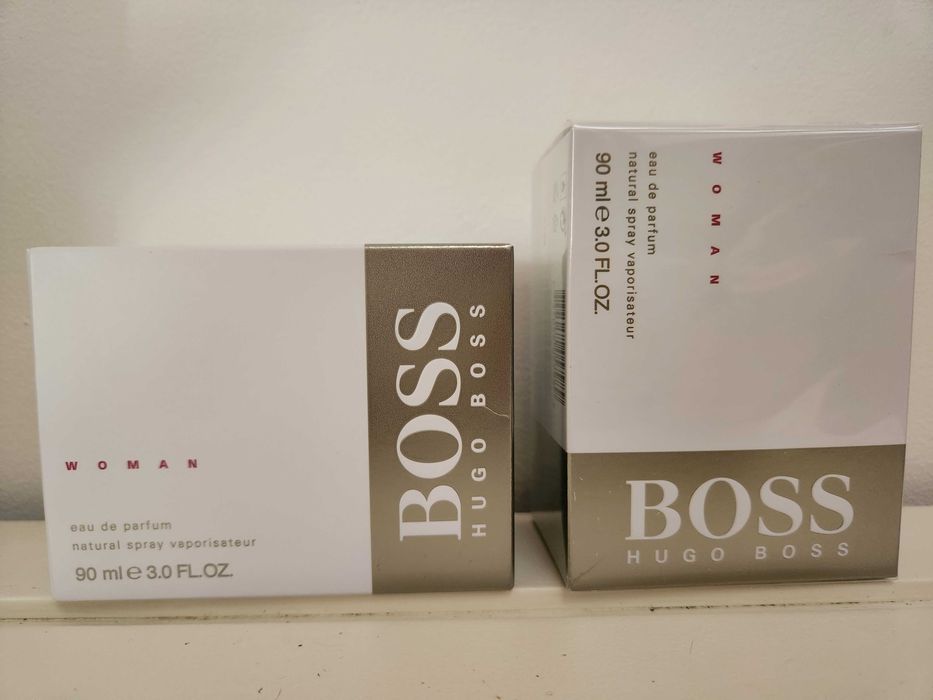 WOMAN
eau de parfum
natural spray vaporisateur
90 ml e 3.0 FL.OZ.
BOSS
HUGO BOSS
WOMAN
eau de parfum
natural spray vaporisateur
90 ml e 3.0 FL.OZ.
BOSS
HUGO BOSS